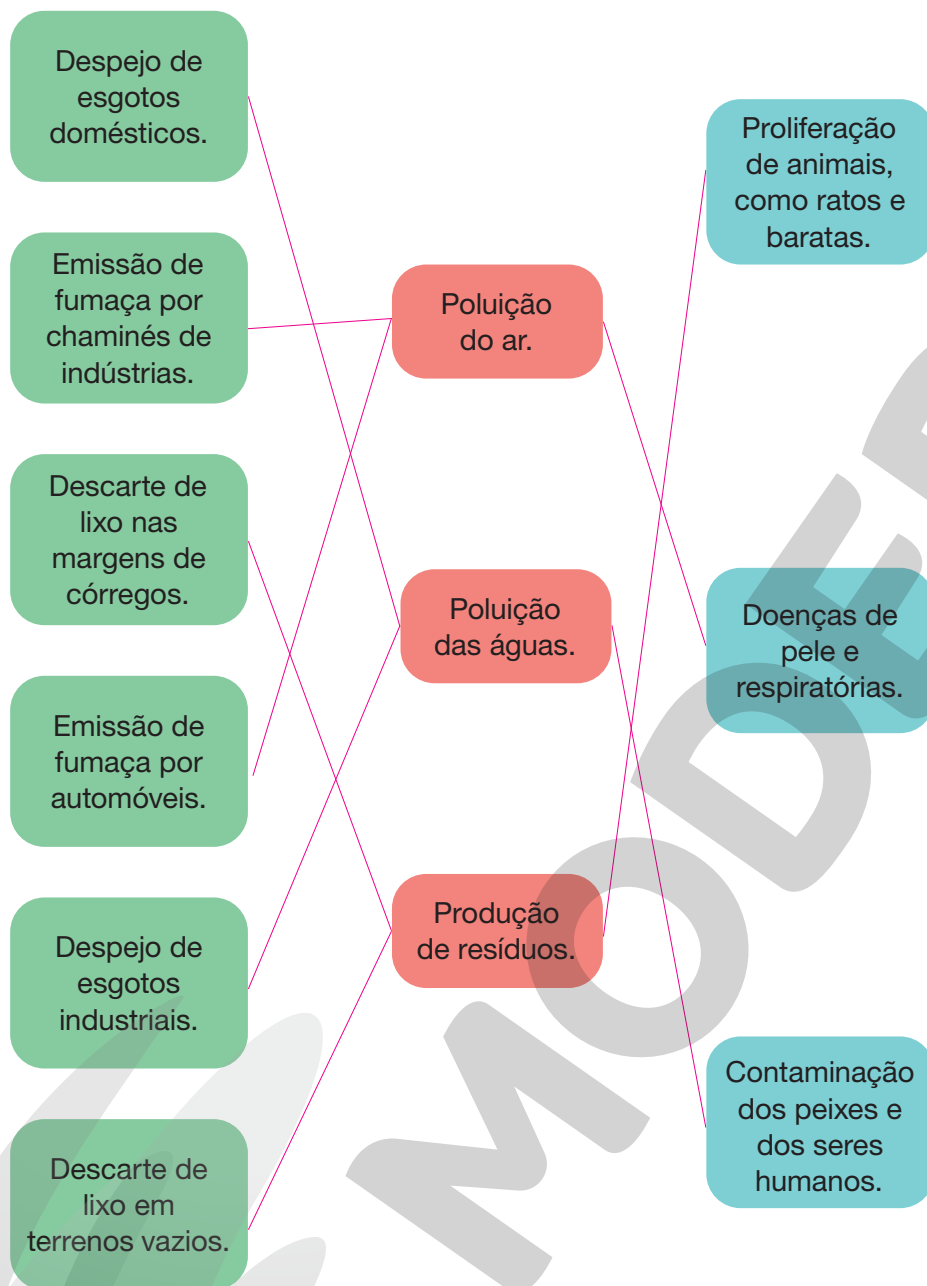 Despejo de
esgotos
domésticos.
Emissão de
fumaça por
chaminés de
indústrias.
Descarte de
lixo nas
margens de
córregos.
Emissão de
fumaça por
automóveis.
Despejo de
esgotos
industriais.
Descarte de
lixo em
terrenos vazios.
Poluição
do ar.
Poluição
das águas.
Produção
de resíduos.
Proliferação
de animais,
como ratos e
baratas.
Doenças de
pele e
respiratórias.
Contaminação
dos peixes e
dos seres
humanos.
MODE